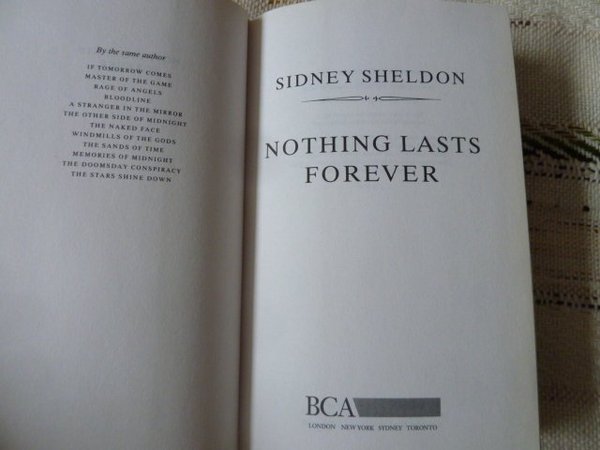 By the same author
IF TOMORROW COMES
MASTER OF THE GAME
RAGE OF ANGELS
BLOODLINE
A STRANGER IN THE MIRROR
THE OTHER SIDE OF MIDNIGHT
THE NAKED FACE
WINDMILLS OF THE GODS
THE SANDS OF TIME
MEMORIES OF MIDNIGHT
THE DOOMSDAY CONSPIRACY
THE STARS SHINE DOWN
SIDNEY SHELDON
NOTHING LASTS
FOREVER
BCA
LONDON NEW YORK SYDNEY TORONTO